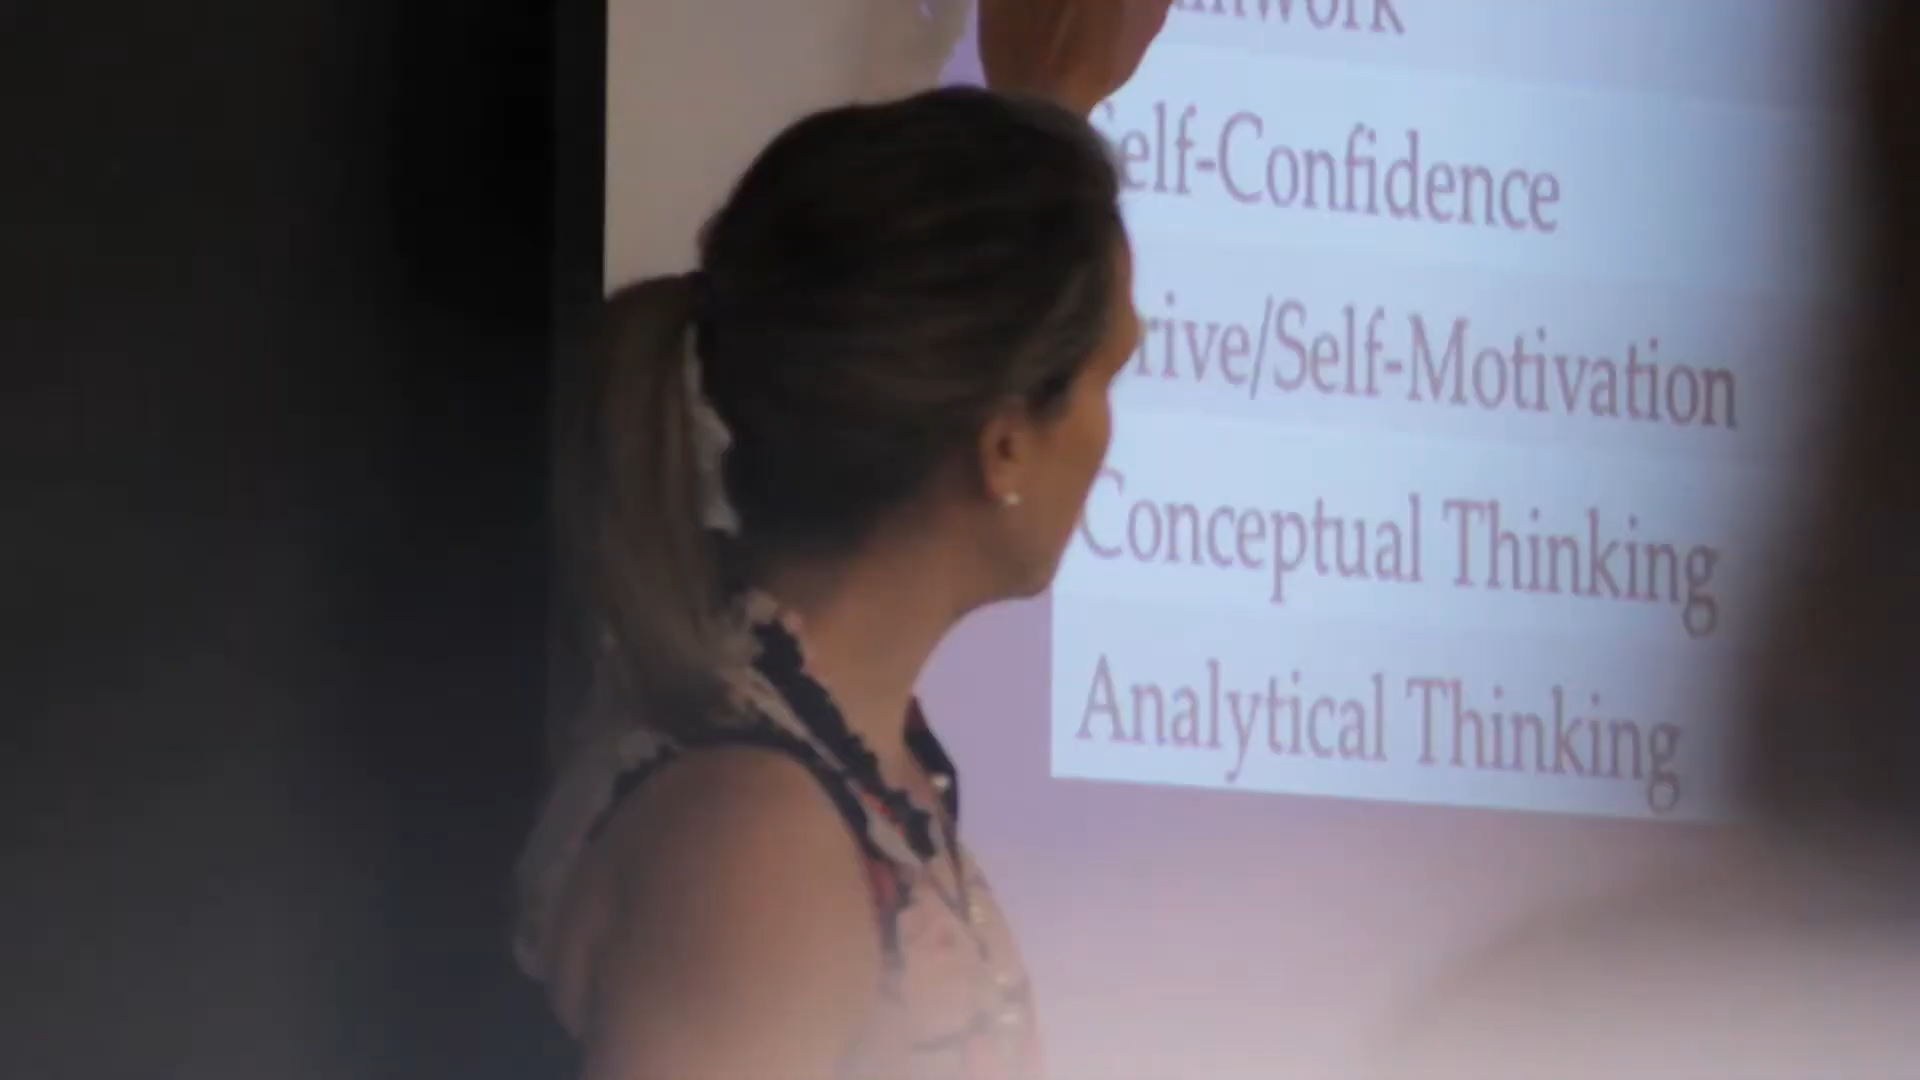 Self-Confidence
Drive/Self-Motivation
Conceptual Thinking
Analytical Thinking